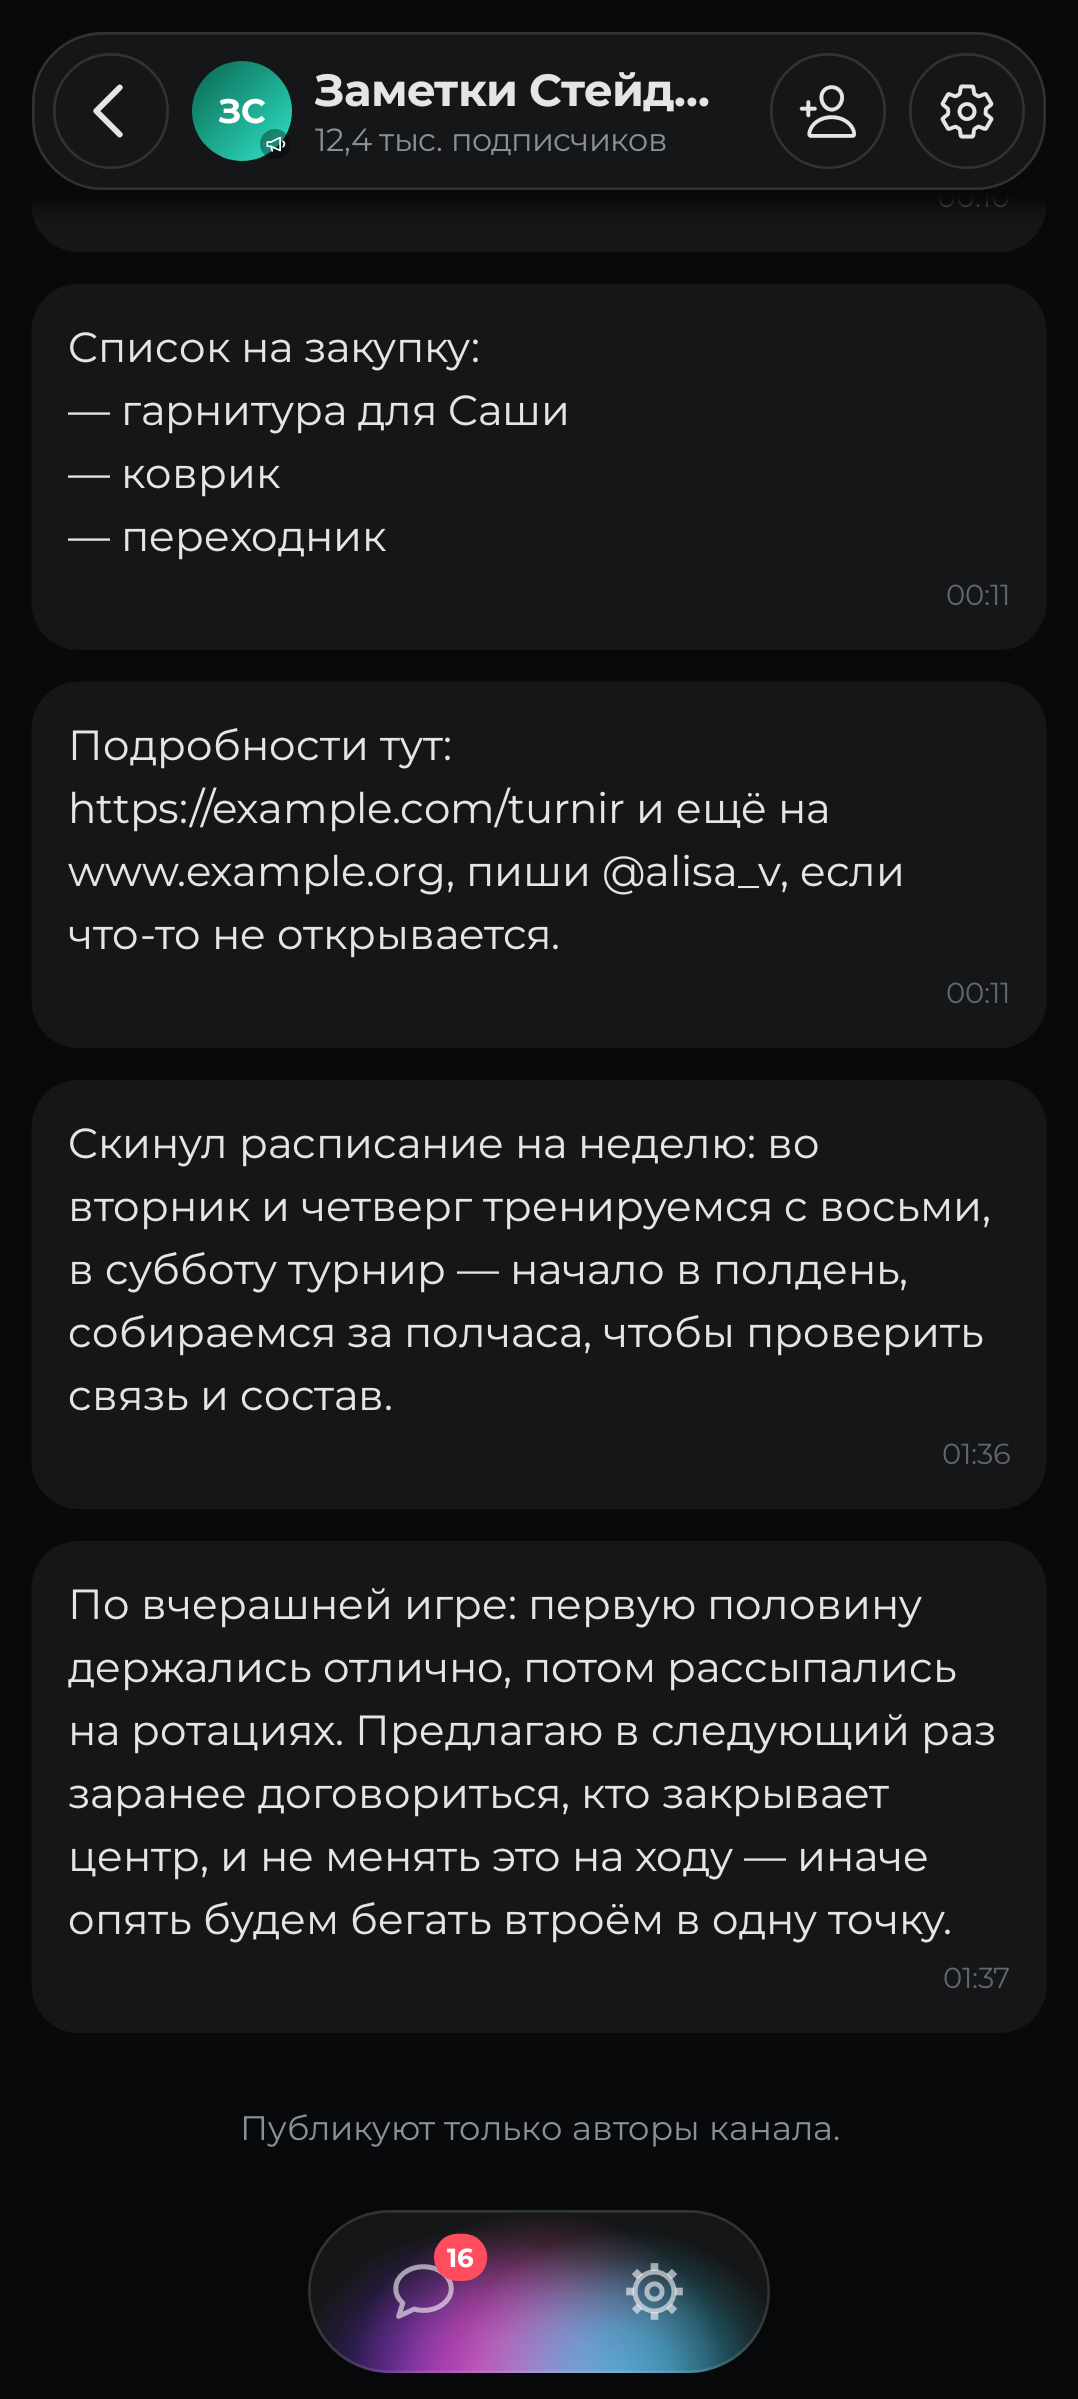 ЗС
Заметки Стейд...
12,4 тыс. подписчиков
00:10
Список на закупку:
— гарнитура для Саши
— коврик
— переходник
00:11
Подробности тут:
https://example.com/turnir и ещё на
www.example.org, пиши @alisa_v, если
что-то не открывается.
00:11
Скинул расписание на неделю: во
вторник и четверг тренируемся с восьми,
в субботу турнир — начало в полдень,
собираемся за полчаса, чтобы проверить
связь и состав.
01:36
По вчерашней игре: первую половину
держались отлично, потом рассыпались
на ротациях. Предлагаю в следующий раз
заранее договориться, кто закрывает
центр, и не менять это на ходу — иначе
опять будем бегать втроём в одну точку.
01:37
Публикуют только авторы канала.
16